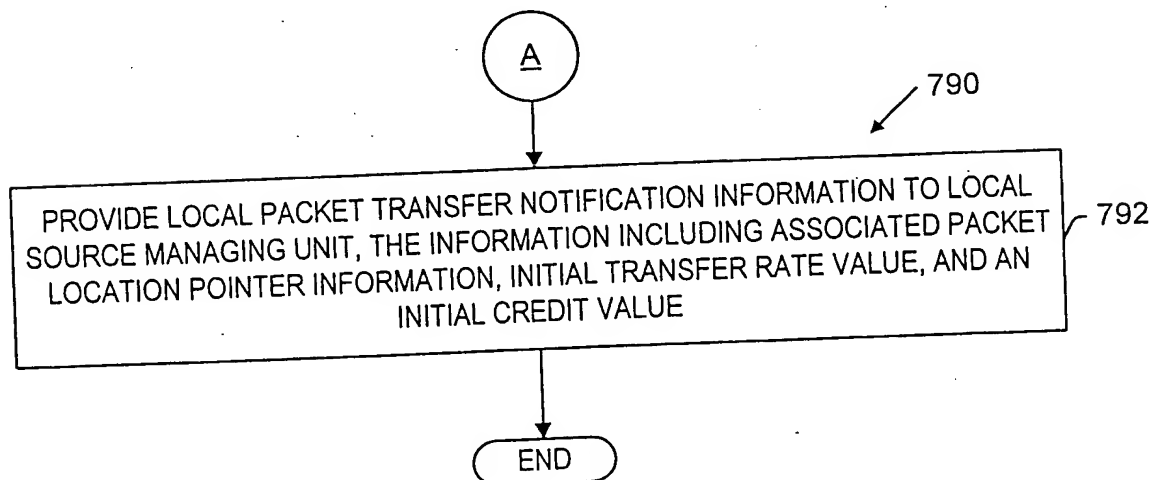 A
790
PROVIDE LOCAL PACKET TRANSFER NOTIFICATION INFORMATION TO LOCAL
SOURCE MANAGING UNIT, THE INFORMATION INCLUDING ASSOCIATED PACKET
LOCATION POINTER INFORMATION, INITIAL TRANSFER RATE VALUE, AND AN
INITIAL CREDIT VALUE
792
END